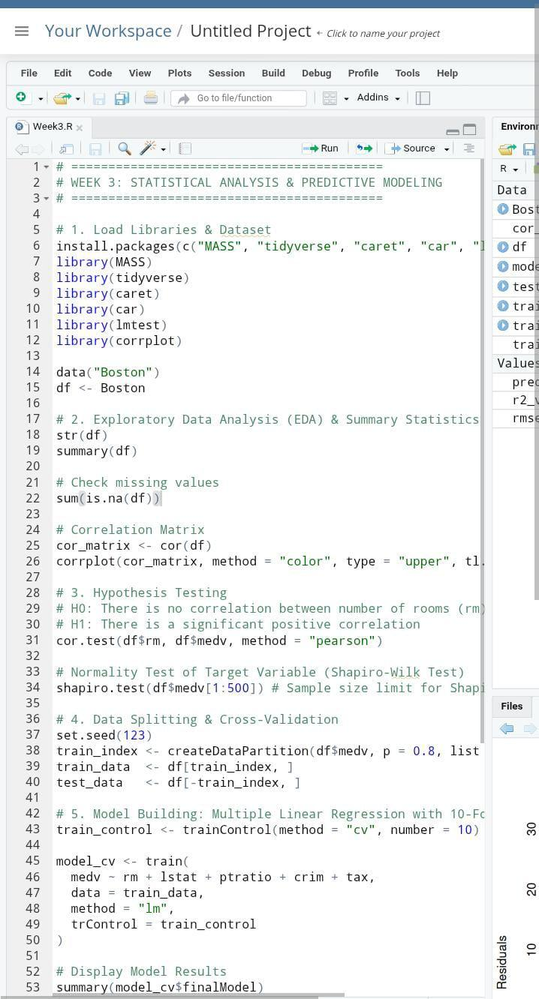 Your Workspace / Untitled Project ← Click to name your project
File Edit Code View Plots Session Build Debug Profile Tools Help
Go to file/function Addins
Week3.R
Run Source
1 # ==========================================
2 # WEEK 3: STATISTICAL ANALYSIS & PREDICTIVE MODELING
3 # ==========================================
4
5 # 1. Load Libraries & Dataset
6 install.packages(c("MASS", "tidyverse", "caret", "car", "l
7 library(MASS)
8 library(tidyverse)
9 library(caret)
10 library(car)
11 library(lmtest)
12 library(corrplot)
13
14 data("Boston")
15 df <- Boston
16
17 # 2. Exploratory Data Analysis (EDA) & Summary Statistics
18 str(df)
19 summary(df)
20
21 # Check missing values
22 sum(is.na(df))
23
24 # Correlation Matrix
25 cor_matrix <- cor(df)
26 corrplot(cor_matrix, method = "color", type = "upper", tl.
27
28 # 3. Hypothesis Testing
29 # H0: There is no correlation between number of rooms (rm)
30 # H1: There is a significant positive correlation
31 cor.test(df$rm, df$medv, method = "pearson")
32
33 # Normality Test of Target Variable (Shapiro-Wilk Test)
34 shapiro.test(df$medv[1:500]) # Sample size limit for Shapi
35
36 # 4. Data Splitting & Cross-Validation
37 set.seed(123)
38 train_index <- createDataPartition(df$medv, p = 0.8, list
39 train_data  <- df[train_index, ]
40 test_data   <- df[-train_index, ]
41
42 # 5. Model Building: Multiple Linear Regression with 10-Fo
43 train_control <- trainControl(method = "cv", number = 10)
44
45 model_cv <- train(
46   medv ~ rm + lstat + ptratio + crim + tax,
47   data = train_data,
48   method = "lm",
49   trControl = train_control
50 )
51
52 # Display Model Results
53 summary(model_cv$finalModel)
Environ
R
Data
Bost
cor_
df
mode
test
trai
trai
trai
Values
pred
r2_v
rmse
Files
30
20
10
Residuals